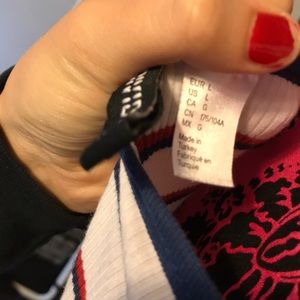 EUR L
US L
CA G
CN 175/104A
MX G
Made in
Turkey
Fabriqué en
Turquie